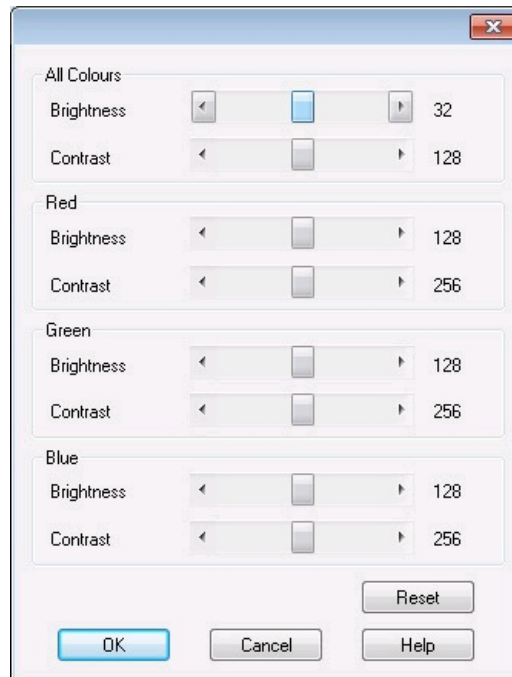 All Colours
Brightness 32
Contrast 128
Red
Brightness 128
Contrast 256
Green
Brightness 128
Contrast 256
Blue
Brightness 128
Contrast 256
Reset
OK Cancel Help